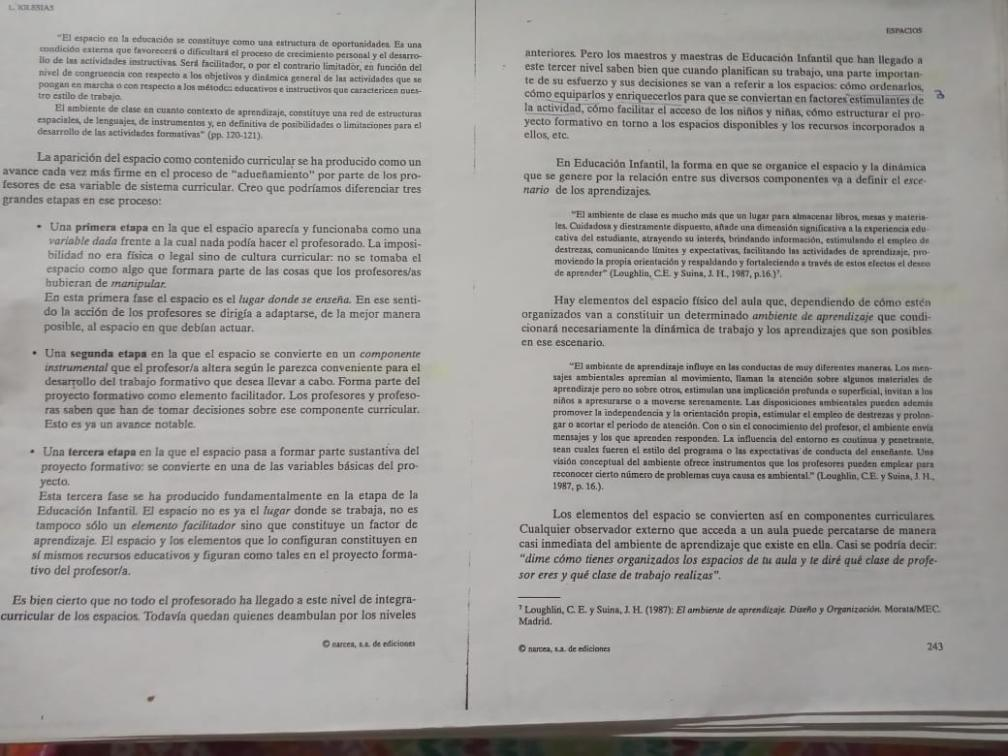 L. IGLESIAS
"El espacio en la educación se constituye como una estructura de oportunidades. Es una
condición externa que favorecerá o dificultará el proceso de crecimiento personal y el desarro-
llo de las actividades instructivas. Será facilitador, o por el contrario limitador, en función del
nivel de congruencia con respecto a los objetivos y dinámica general de las actividades que se
pongan en marcha o con respecto a los métodos educativos e instructivos que caractericen nues-
tro estilo de trabajo.
El ambiente de clase en cuanto contexto de aprendizaje, constituye una red de estructuras
espaciales, de lenguajes, de instrumentos y, en definitiva de posibilidades o limitaciones para el
desarrollo de las actividades formativas" (pp. 120-121).
La aparición del espacio como contenido curricular se ha producido como un
avance cada vez más firme en el proceso de "adueñamiento" por parte de los pro-
fesores de esa variable de sistema curricular. Creo que podríamos diferenciar tres
grandes etapas en ese proceso:
• Una primera etapa en la que el espacio aparecía y funcionaba como una
variable dada frente a la cual nada podía hacer el profesorado. La imposi-
bilidad no era física o legal sino de cultura curricular: no se tomaba el
espacio como algo que formara parte de las cosas que los profesores/as
hubieran de manipular.
En esta primera fase el espacio es el lugar donde se enseña. En ese senti-
do la acción de los profesores se dirigía a adaptarse, de la mejor manera
posible, al espacio en que debían actuar.
• Una segunda etapa en la que el espacio se convierte en un componente
instrumental que el profesor/a altera según le parezca conveniente para el
desarrollo del trabajo formativo que desea llevar a cabo. Forma parte del
proyecto formativo como elemento facilitador. Los profesores y profeso-
ras saben que han de tomar decisiones sobre ese componente curricular.
Esto es ya un avance notable.
• Una tercera etapa en la que el espacio pasa a formar parte sustantiva del
proyecto formativo: se convierte en una de las variables básicas del pro-
yecto.
Esta tercera fase se ha producido fundamentalmente en la etapa de la
Educación Infantil. El espacio no es ya el lugar donde se trabaja, no es
tampoco sólo un elemento facilitador sino que constituye un factor de
aprendizaje. El espacio y los elementos que lo configuran constituyen en
sí mismos recursos educativos y figuran como tales en el proyecto forma-
tivo del profesor/a.
Es bien cierto que no todo el profesorado ha llegado a este nivel de integra-
curricular de los espacios. Todavía quedan quienes deambulan por los niveles
© narcea, s.a. de ediciones
ESPACIOS
anteriores. Pero los maestros y maestras de Educación Infantil que han llegado a
este tercer nivel saben bien que cuando planifican su trabajo, una parte importan-
te de su esfuerzo y sus decisiones se van a referir a los espacios: cómo ordenarlos,
cómo equiparlos y enriquecerlos para que se conviertan en factores estimulantes de
la actividad, cómo facilitar el acceso de los niños y niñas, cómo estructurar el pro-
yecto formativo en torno a los espacios disponibles y los recursos incorporados a
ellos, etc.
En Educación Infantil, la forma en que se organice el espacio y la dinámica
que se genere por la relación entre sus diversos componentes va a definir el esce-
nario de los aprendizajes.
"El ambiente de clase es mucho más que un lugar para almacenar libros, mesas y materia-
les. Cuidadosa y diestramente dispuesto, añade una dimensión significativa a la experiencia edu-
cativa del estudiante, atrayendo su interés, brindando información, estimulando el empleo de
destrezas, comunicando límites y expectativas, facilitando las actividades de aprendizaje, pro-
moviendo la propia orientación y respaldando y fortaleciendo a través de estos efectos el deseo
de aprender" (Loughlin, C.E. y Suina, J. H., 1987, p.16.)³.
Hay elementos del espacio físico del aula que, dependiendo de cómo estén
organizados van a constituir un determinado ambiente de aprendizaje que condi-
cionará necesariamente la dinámica de trabajo y los aprendizajes que son posibles
en ese escenario.
"El ambiente de aprendizaje influye en las conductas de muy diferentes maneras. Los men-
sajes ambientales apremian al movimiento, llaman la atención sobre algunos materiales de
aprendizaje pero no sobre otros, estimulan una implicación profunda o superficial, invitan a los
niños a apresurarse o a moverse serenamente. Las disposiciones ambientales pueden además
promover la independencia y la orientación propia, estimular el empleo de destrezas y prolon-
gar o acortar el período de atención. Con o sin el conocimiento del profesor, el ambiente envía
mensajes y los que aprenden responden. La influencia del entorno es continua y penetrante,
sean cuales fueren el estilo del programa o las expectativas de conducta del enseñante. Una
visión conceptual del ambiente ofrece instrumentos que los profesores pueden emplear para
reconocer cierto número de problemas cuya causa es ambiental." (Loughlin, C.E. y Suina, J. H.,
1987, p. 16.).
Los elementos del espacio se convierten así en componentes curriculares.
Cualquier observador externo que acceda a un aula puede percatarse de manera
casi inmediata del ambiente de aprendizaje que existe en ella. Casi se podría decir:
"dime cómo tienes organizados los espacios de tu aula y te diré qué clase de profe-
sor eres y qué clase de trabajo realizas".
³ Loughlin, C. E. y Suina, J. H. (1987): El ambiente de aprendizaje. Diseño y Organización. Morata/MEC.
Madrid.
© narcea, s.a. de ediciones
243